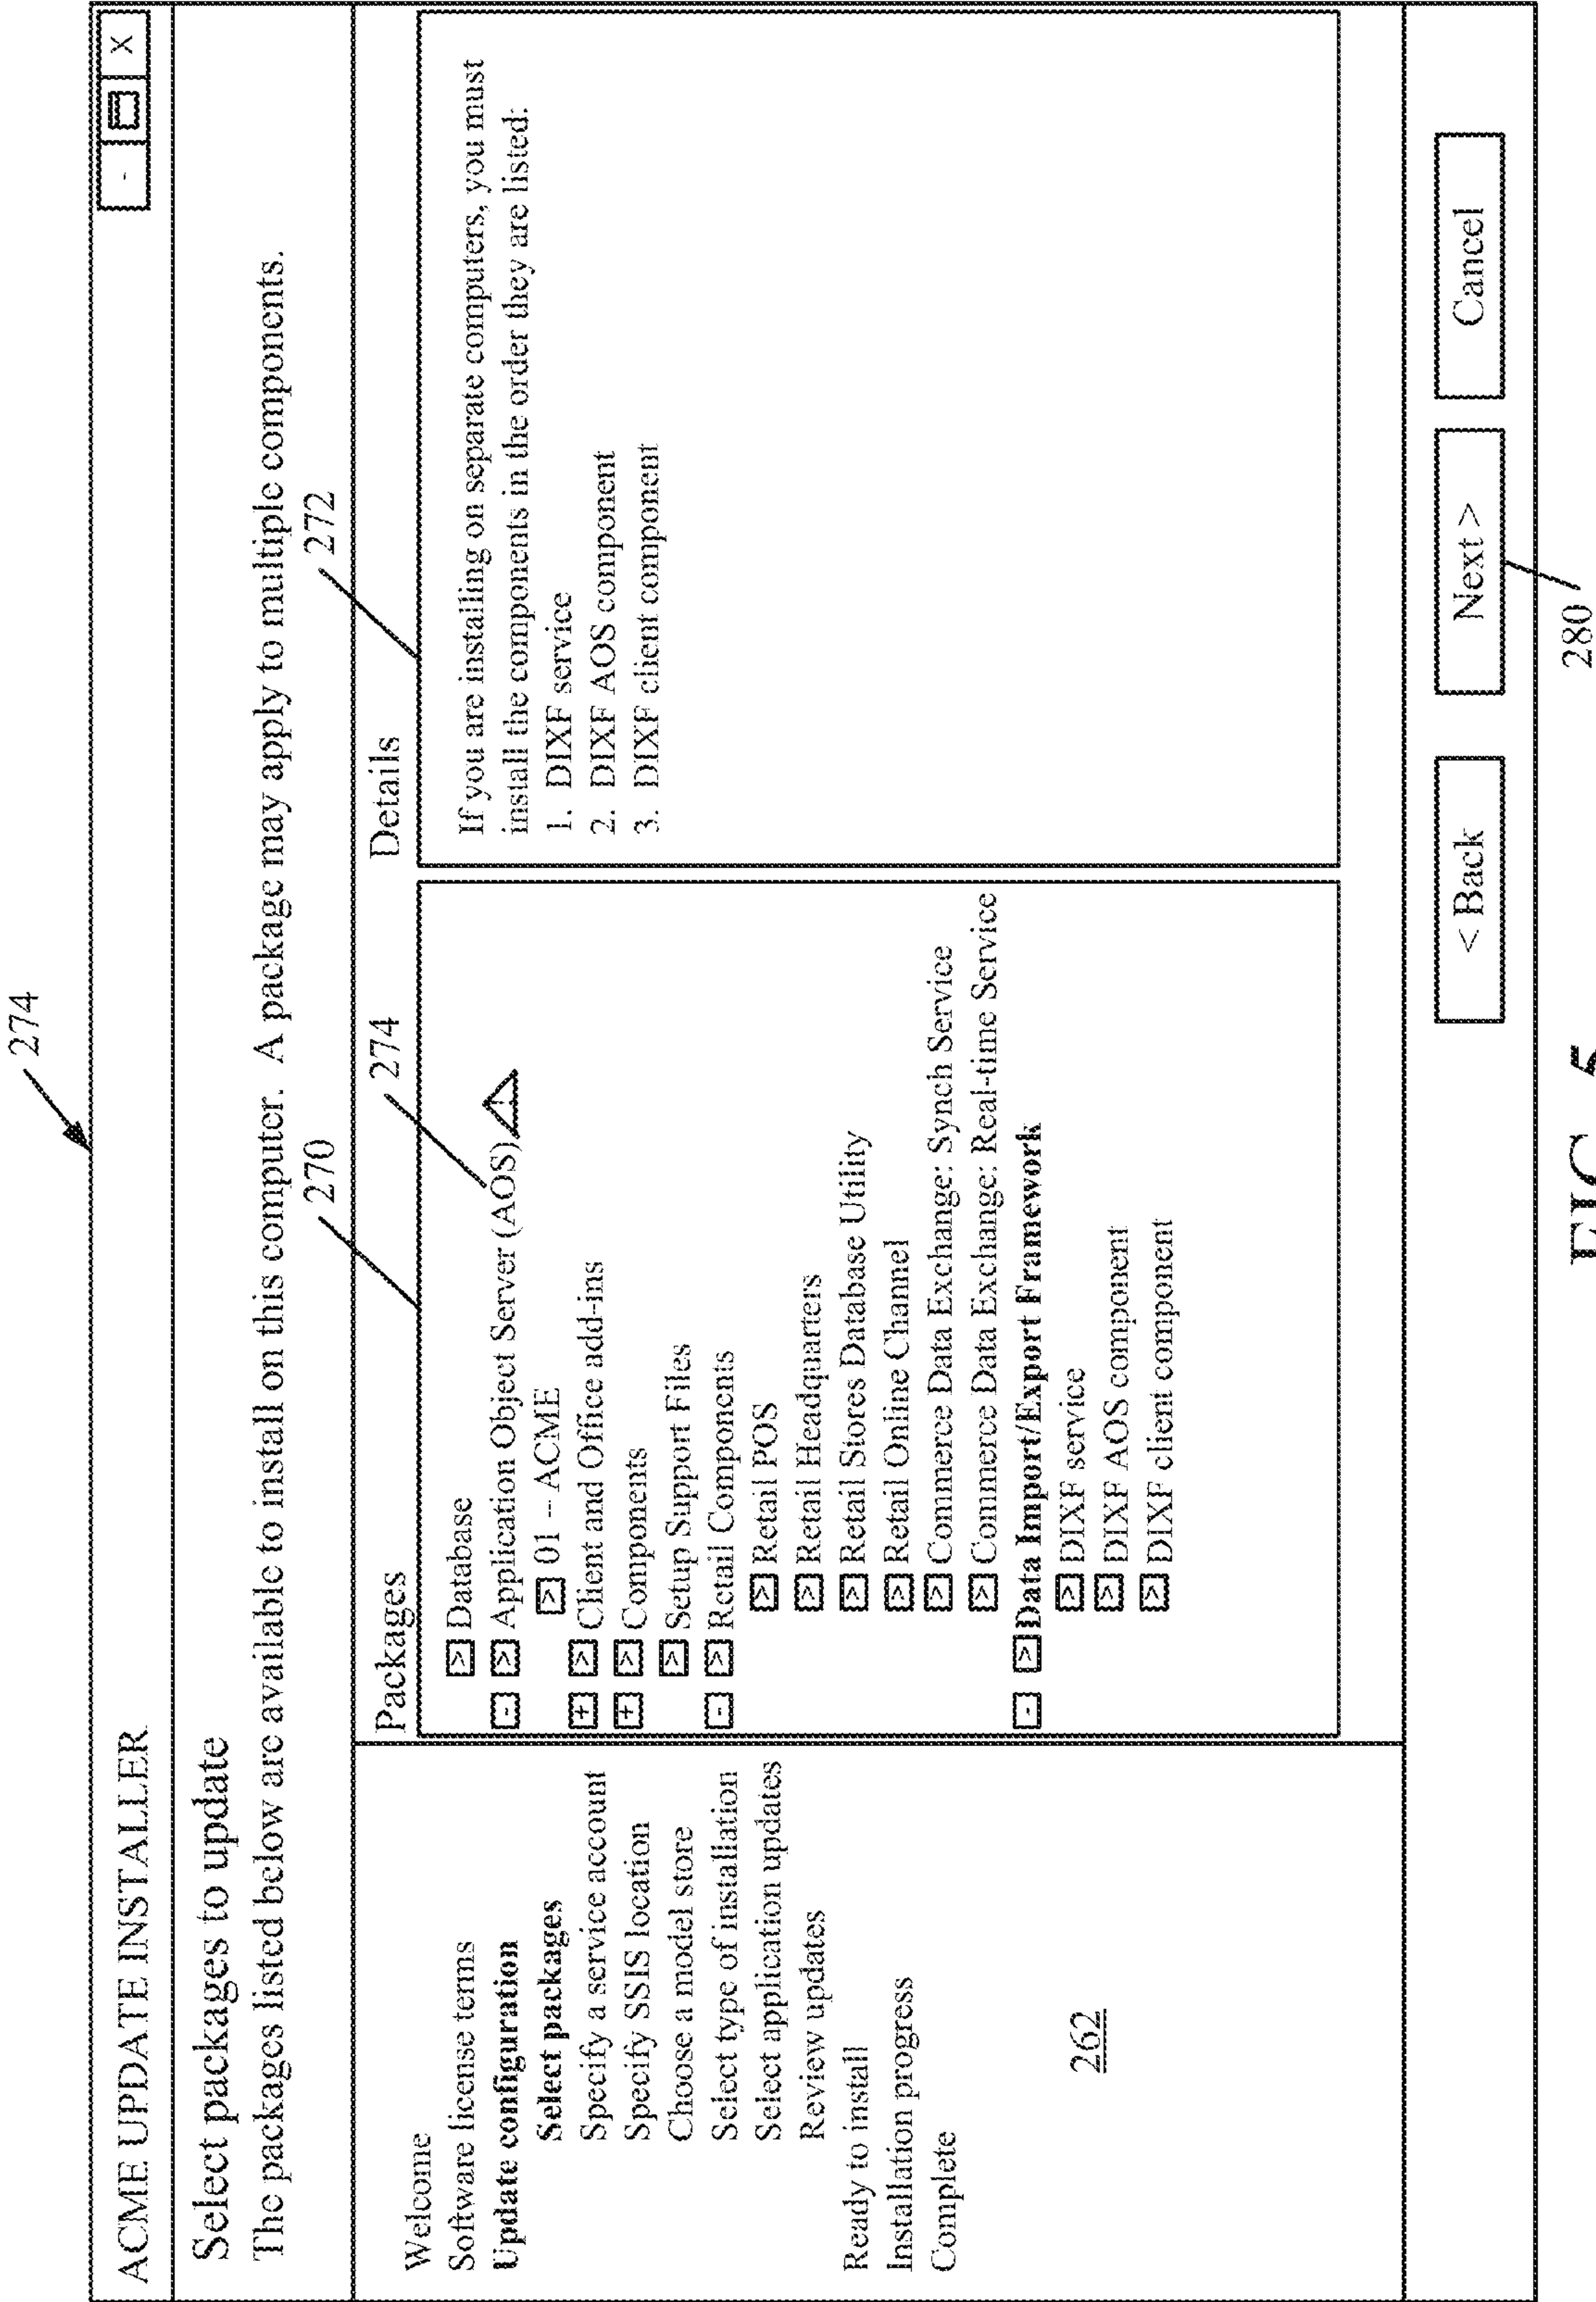 274
ACME UPDATE INSTALLER
- X
Select packages to update
The packages listed below are available to install on this computer. A package may apply to multiple components.
270
272
Welcome
Software license terms
Update configuration
Select packages
Specify a service account
Specify SSIS location
Choose a model store
Select type of installation
Select application updates
Review updates
Ready to install
Installation progress
Complete
262
Packages
274
> Database
- > Application Object Server (AOS) !
> 01 -- ACME
+ > Client and Office add-ins
+ > Components
> Setup Support Files
- > Retail Components
> Retail POS
> Retail Headquarters
> Retail Stores Database Utility
> Retail Online Channel
> Commerce Data Exchange: Synch Service
> Commerce Data Exchange: Real-time Service
- > Data Import/Export Framework
> DIXF service
> DIXF AOS component
> DIXF client component
Details
If you are installing on separate computers, you must
install the components in the order they are listed:
1. DIXF service
2. DIXF AOS component
3. DIXF client component
< Back
Next >
Cancel
280
FIG. 5